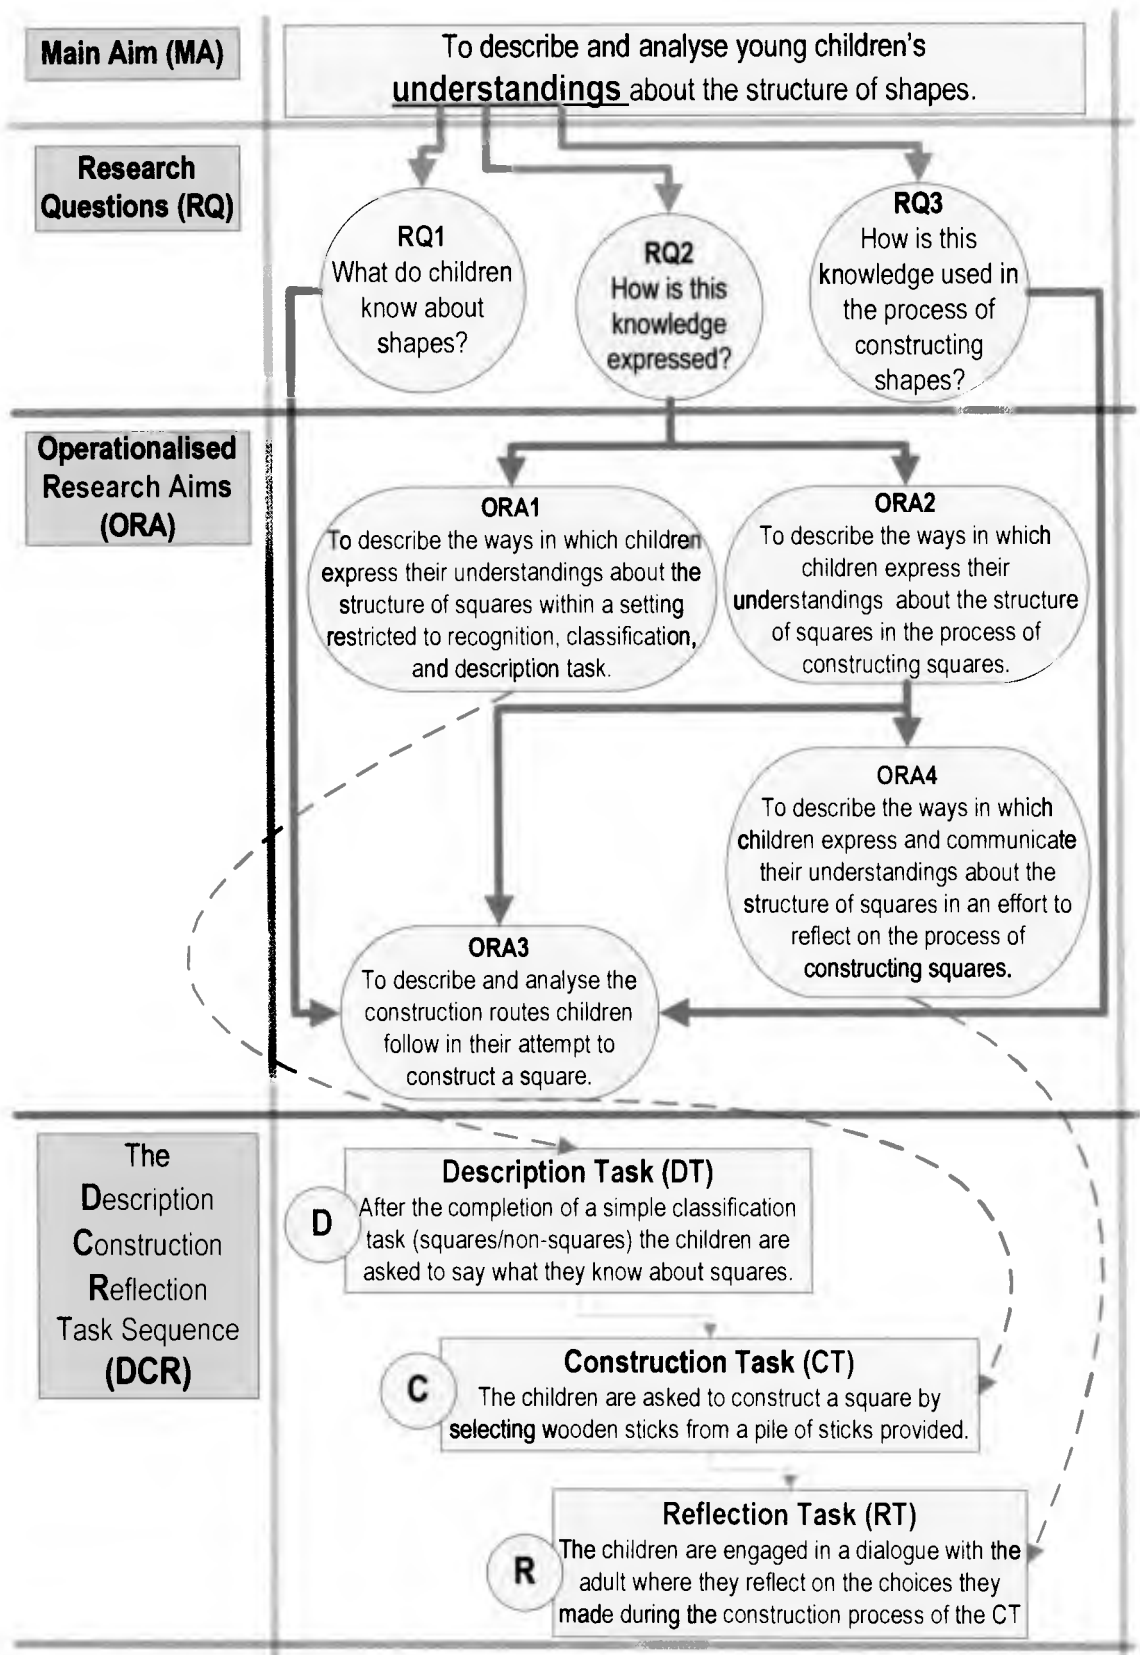 Main Aim (MA)
To describe and analyse young children's
understandings about the structure of shapes.
Research
Questions (RQ)
RQ1
What do children
know about
shapes?
RQ2
How is this
knowledge
expressed?
RQ3
How is this
knowledge used in
the process of
constructing
shapes?
Operationalised
Research Aims
(ORA)
ORA1
To describe the ways in which children
express their understandings about the
structure of squares within a setting
restricted to recognition, classification,
and description task.
ORA2
To describe the ways in which
children express their
understandings about the structure
of squares in the process of
constructing squares.
ORA4
To describe the ways in which
children express and communicate
their understandings about the
structure of squares in an effort to
reflect on the process of
constructing squares.
ORA3
To describe and analyse the
construction routes children
follow in their attempt to
construct a square.
The
Description
Construction
Reflection
Task Sequence
(DCR)
D
Description Task (DT)
After the completion of a simple classification
task (squares/non-squares) the children are
asked to say what they know about squares.
C
Construction Task (CT)
The children are asked to construct a square by
selecting wooden sticks from a pile of sticks provided.
R
Reflection Task (RT)
The children are engaged in a dialogue with the
adult where they reflect on the choices they
made during the construction process of the CT